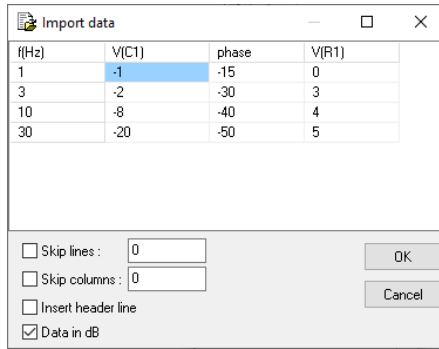 Import data
f(Hz) V(C1) phase V(R1)
1 -1 -15 0
3 -2 -30 3
10 -8 -40 4
30 -20 -50 5
Skip lines : 0
OK
Skip columns : 0
Cancel
Insert header line
Data in dB